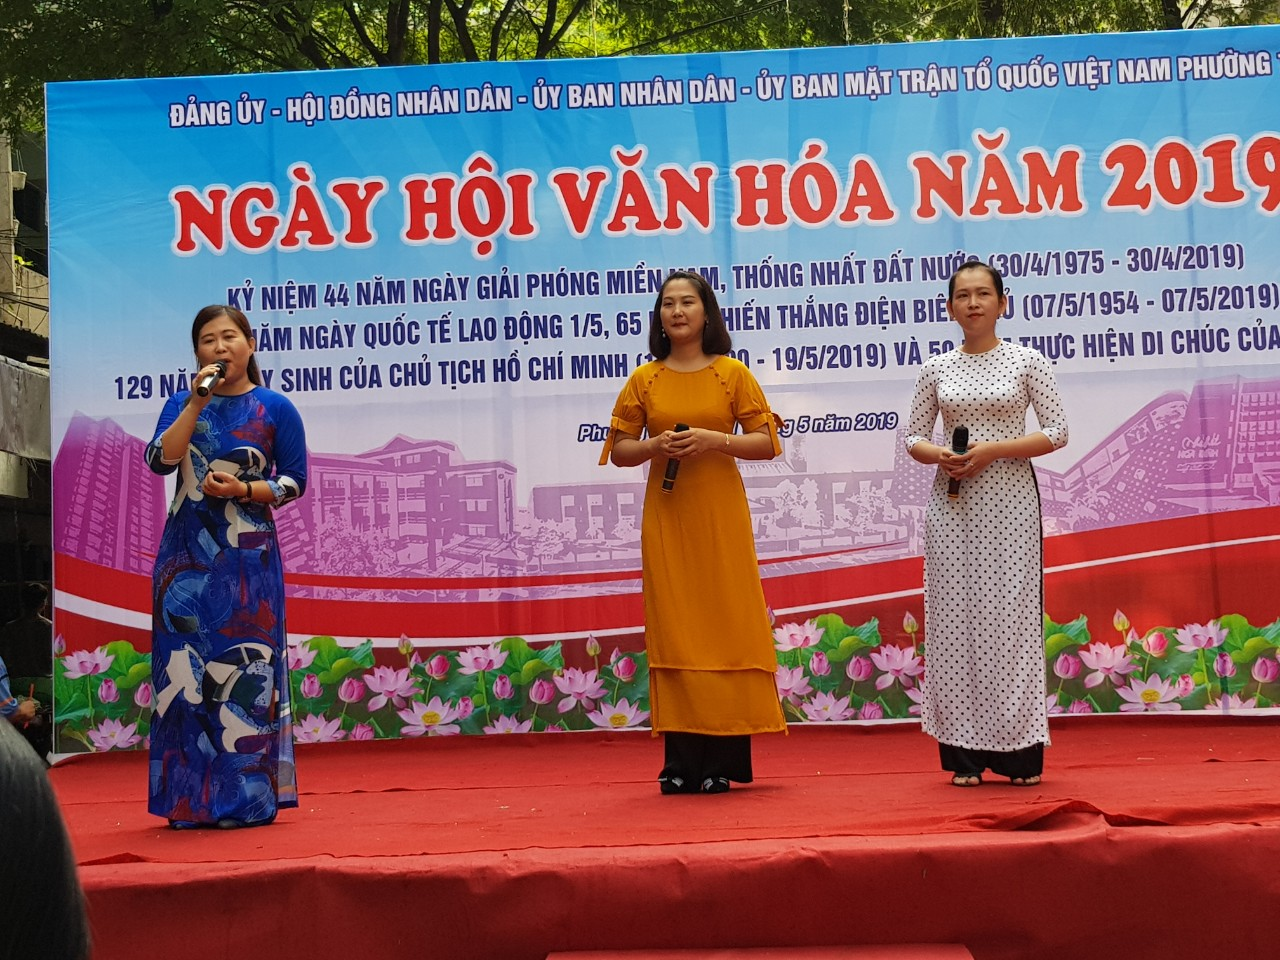 ĐẢNG ỦY - HỘI ĐỒNG NHÂN DÂN - ỦY BAN NHÂN DÂN - ỦY BAN MẶT TRẬN TỔ QUỐC VIỆT NAM PHƯỜNG
NGÀY HỘI VĂN HÓA NĂM 2019
KỶ NIỆM 44 NĂM NGÀY GIẢI PHÓNG MIỀN NAM, THỐNG NHẤT ĐẤT NƯỚC (30/4/1975 - 30/4/2019)
NĂM NGÀY QUỐC TẾ LAO ĐỘNG 1/5, 65 CHIẾN THẮNG ĐIỆN BIÊN PHỦ (07/5/1954 - 07/5/2019)
129 NĂM NGÀY SINH CỦA CHỦ TỊCH HỒ CHÍ MINH - 19/5/2019) VÀ 50 NĂM THỰC HIỆN DI CHÚC CỦA
5 năm 2019